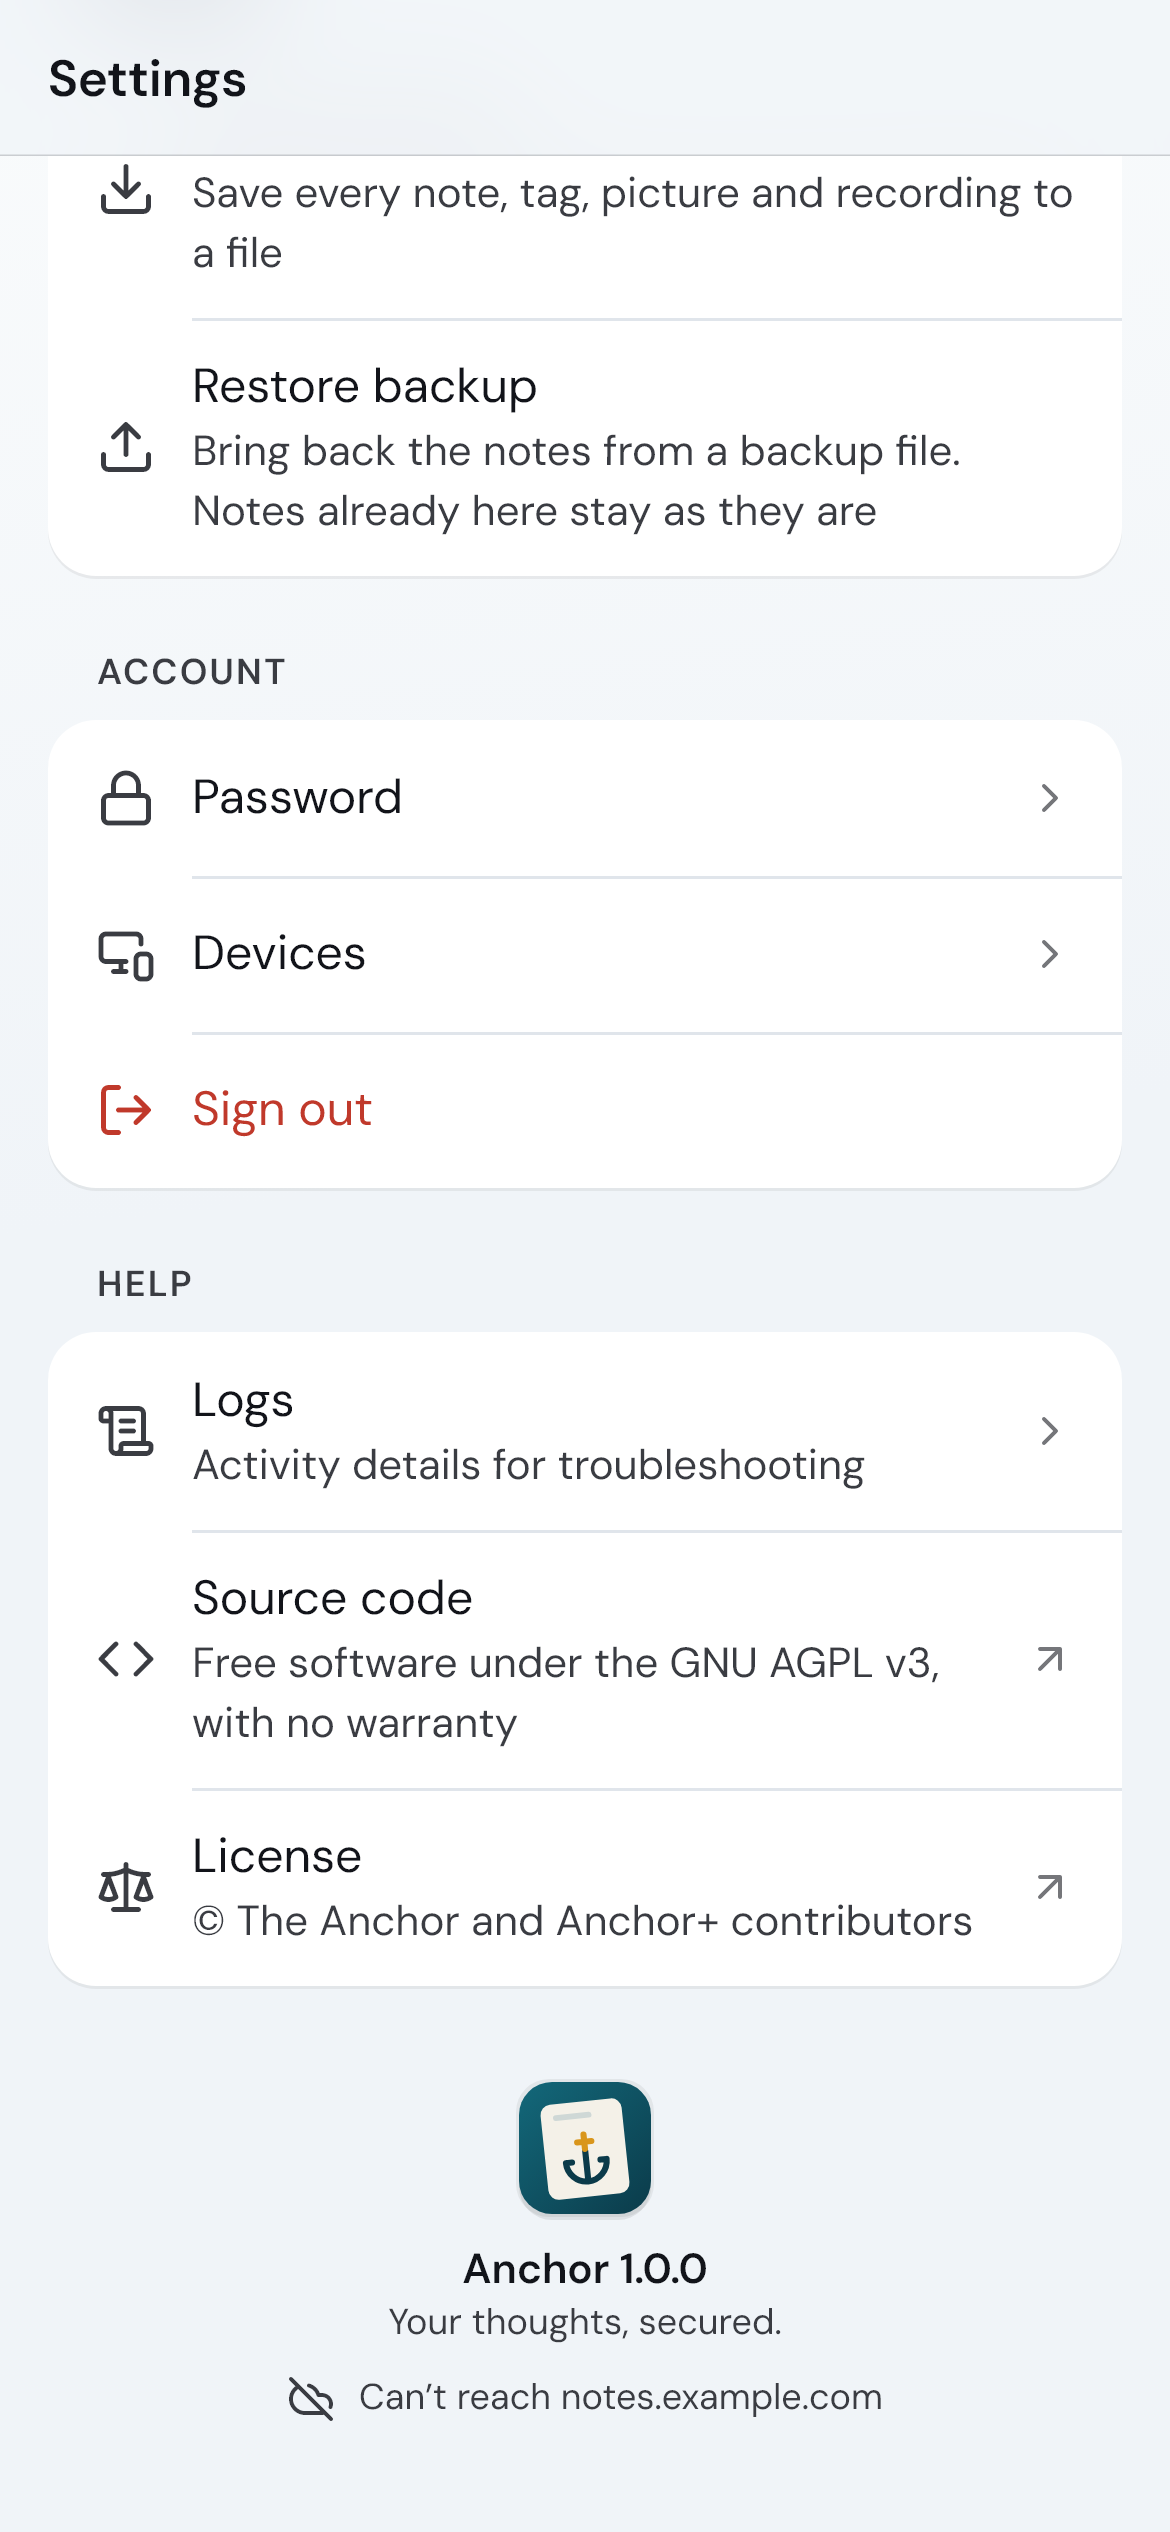 Settings
Save every note, tag, picture and recording to
a file
Restore backup
Bring back the notes from a backup file.
Notes already here stay as they are
ACCOUNT
Password
Devices
Sign out
HELP
Logs
Activity details for troubleshooting
Source code
Free software under the GNU AGPL v3,
with no warranty
License
© The Anchor and Anchor+ contributors
Anchor 1.0.0
Your thoughts, secured.
Can’t reach notes.example.com